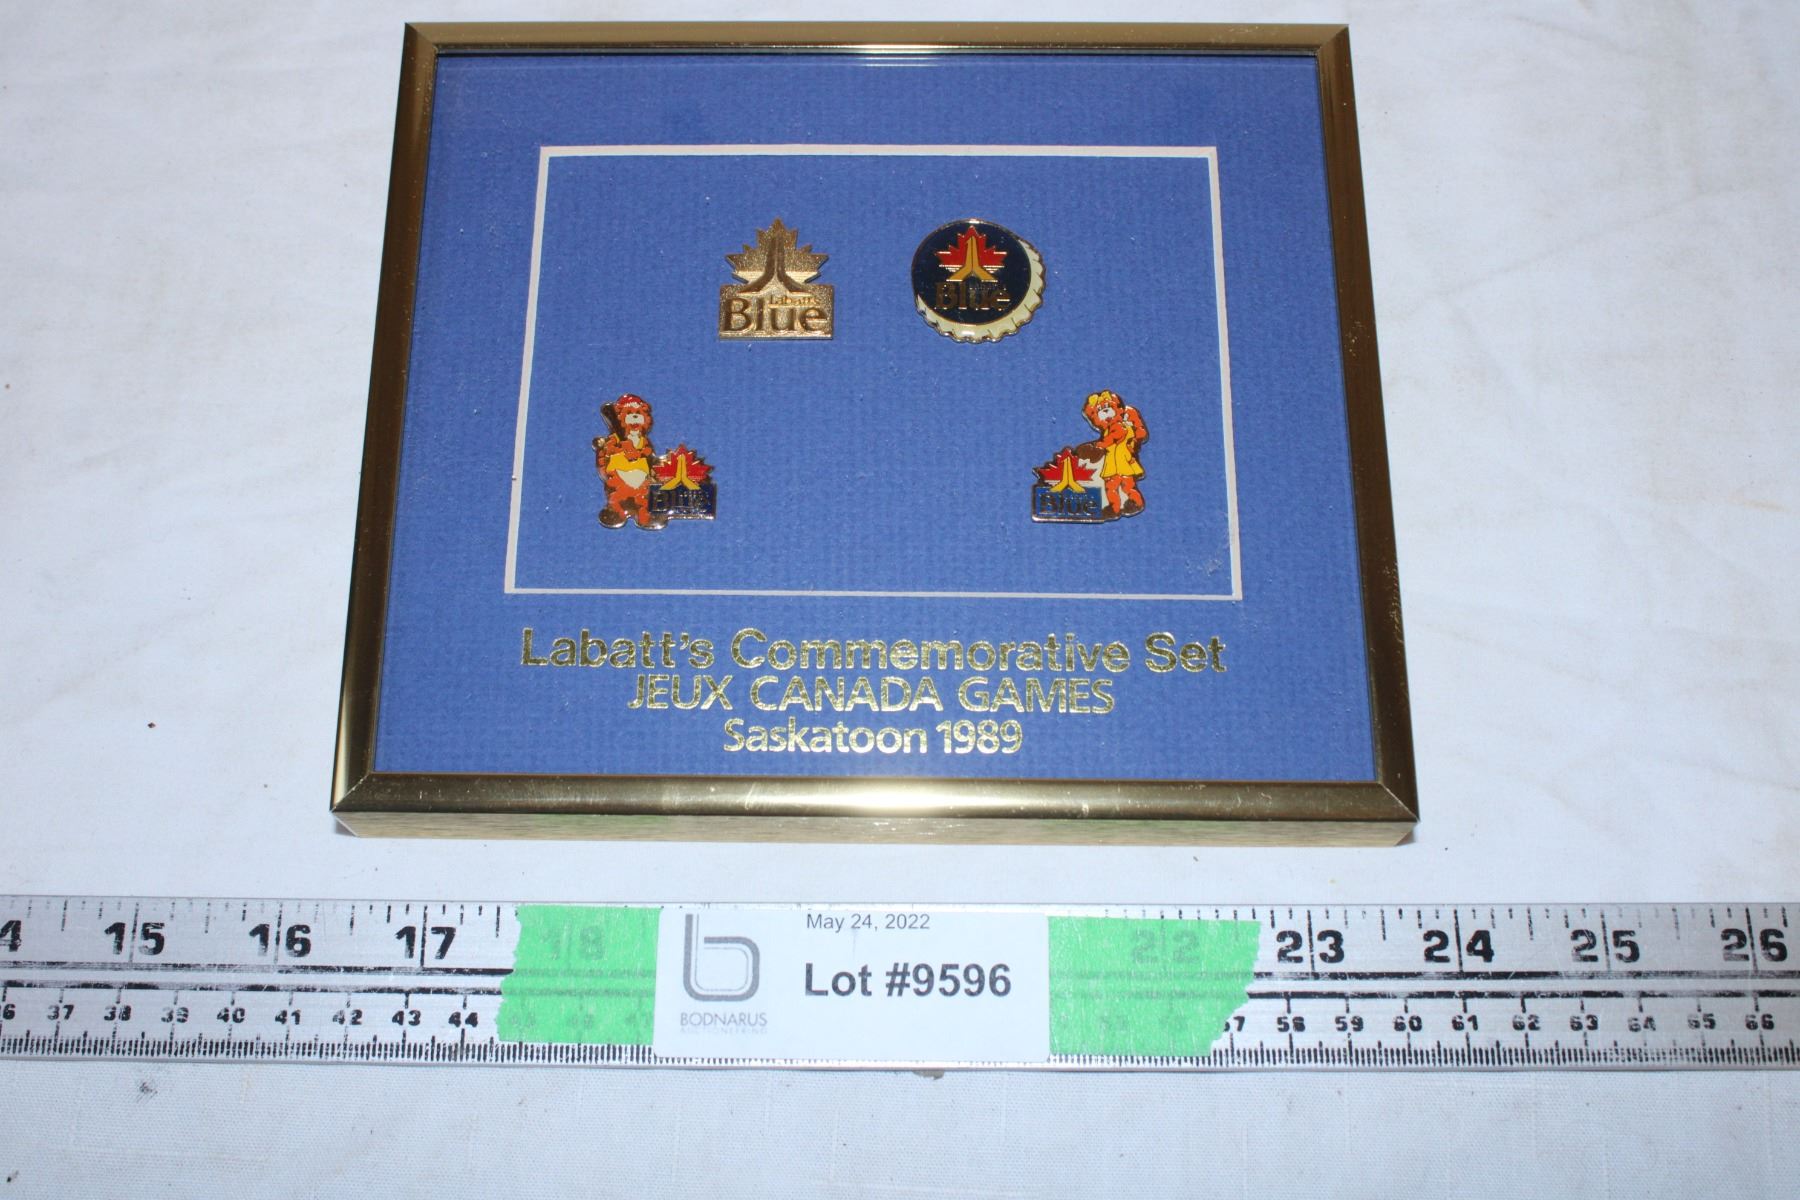 Labatt's
Blue
Blue
Blue
Blue
Labatt's Commemorative Set
JEUX CANADA GAMES
Saskatoon 1989
15 16 17 18 22 23 24 25 26
May 24, 2022
Lot #9596
BODNARUS
AUCTIONEERING
37 38 39 40 41 42 43 44 58 59 60 61 62 63 64 65 66